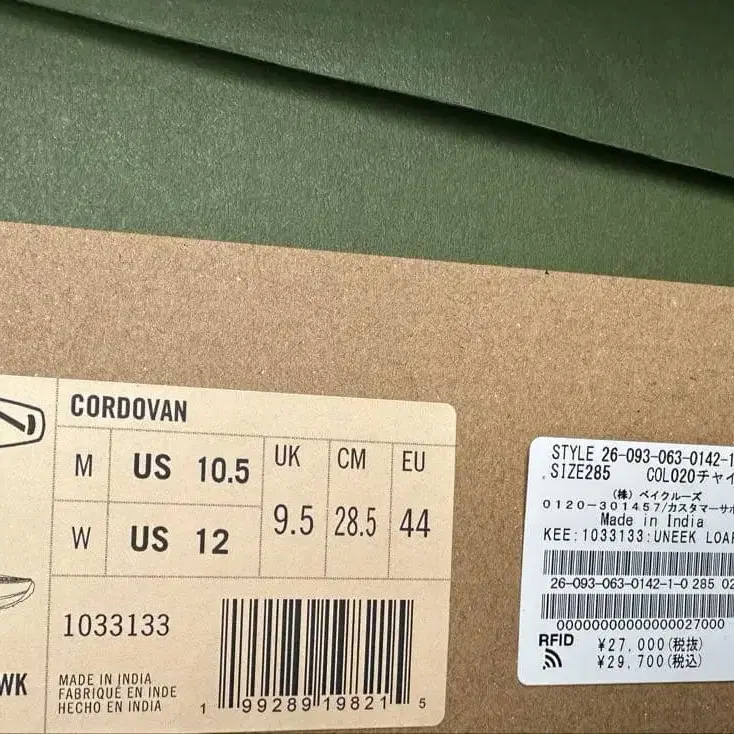 CORDOVAN
M US 10.5 UK CM EU
9.5 28.5 44
W US 12
1033133
WK
MADE IN INDIA
FABRIQUÉ EN INDE
HECHO EN INDIA
1 99289 19821 5
STYLE 26-093-063-0142-1
SIZE285 COL020チャイ
(株) ベイクルーズ
0120-301457/カスタマーサポ
Made in India
KEE:1033133:UNEEK LOAF
26-093-063-0142-1-0 285 02
RFID
¥27,000(税抜)
¥29,700(税込)